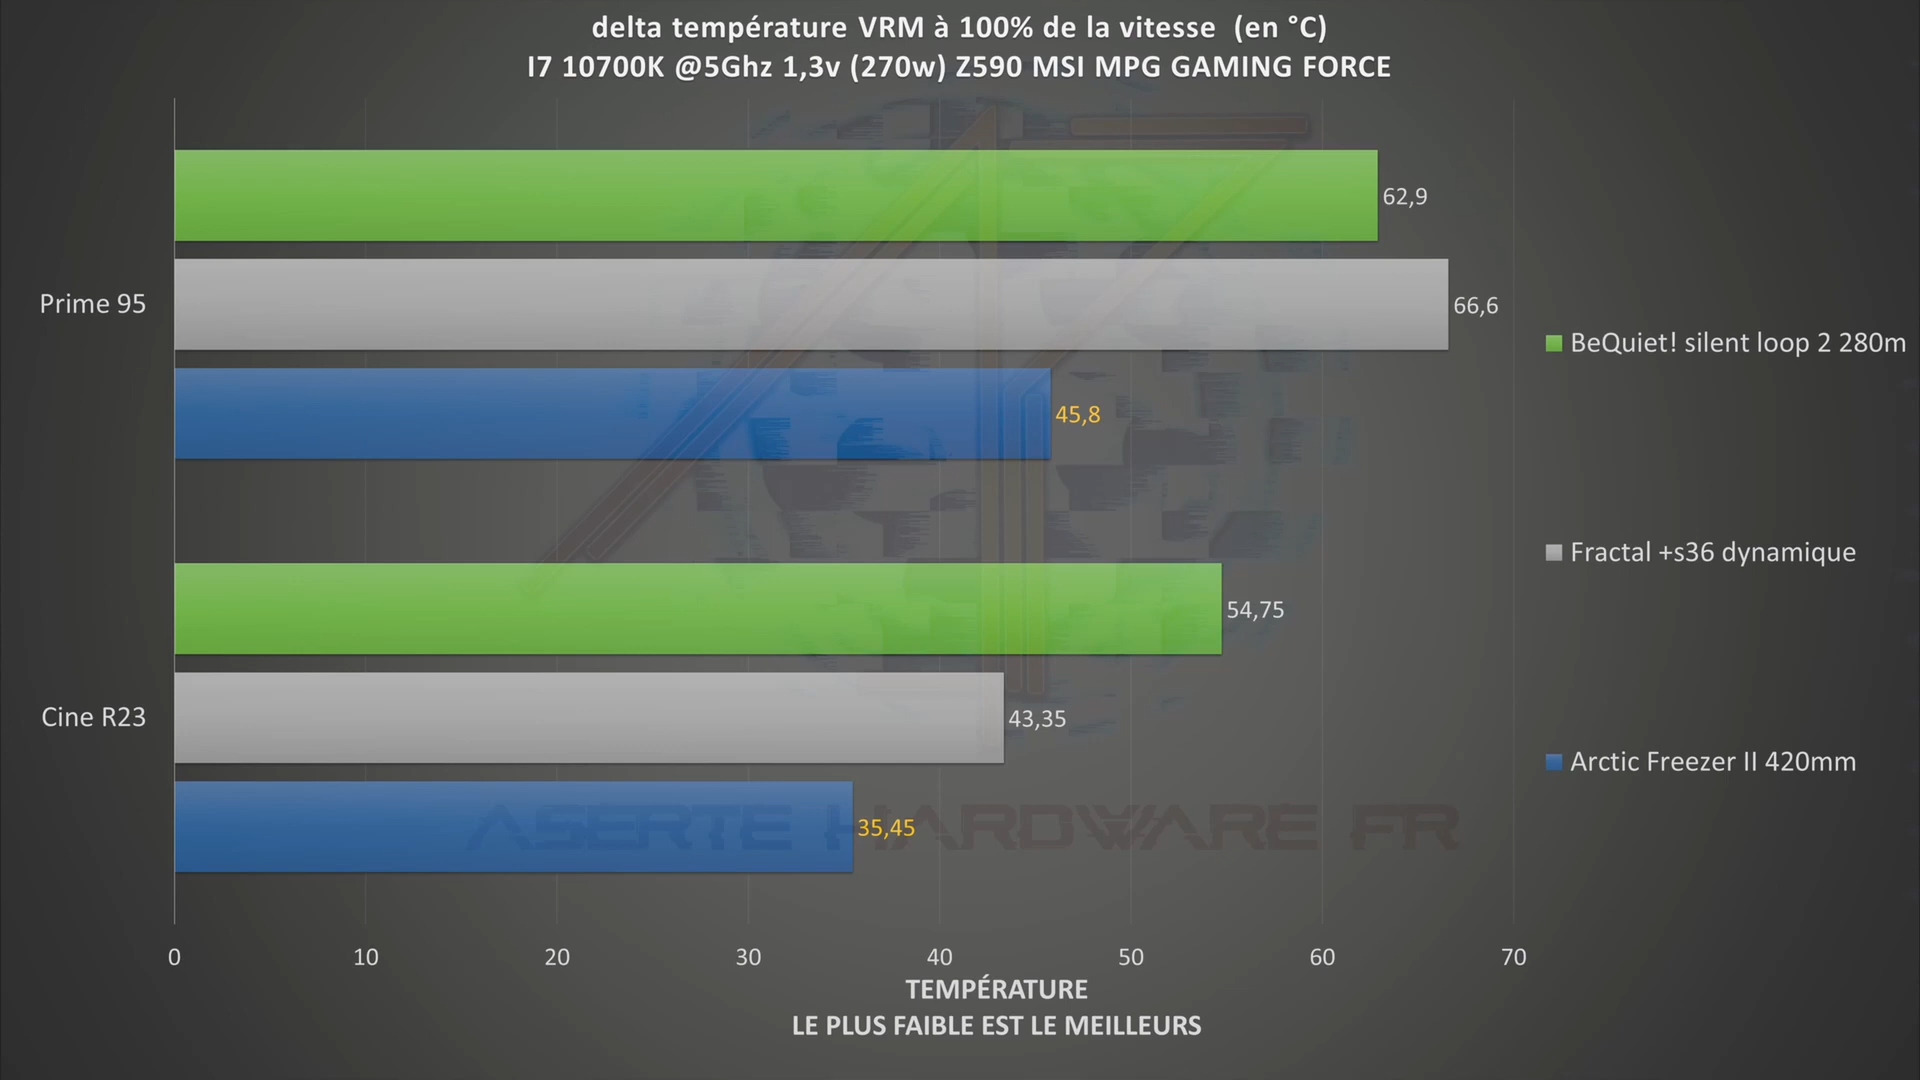 delta température VRM à 100% de la vitesse  (en °C)
I7 10700K @5Ghz 1,3v (270w) Z590 MSI MPG GAMING FORCE
Prime 95
62,9
66,6
45,8
Cine R23
54,75
43,35
35,45
BeQuiet! silent loop 2 280m
Fractal +s36 dynamique
Arctic Freezer II 420mm
ASERTE HARDWARE FR
0 10 20 30 40 50 60 70
TEMPÉRATURE
LE PLUS FAIBLE EST LE MEILLEURS